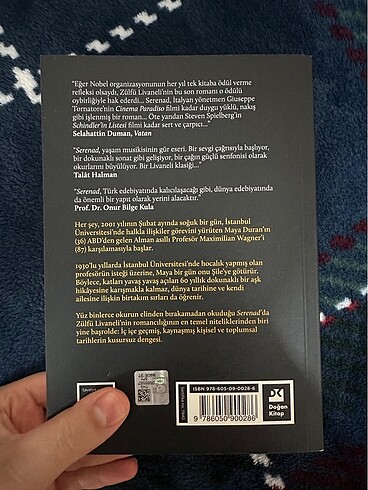 "Eğer Nobel organizasyonunun her yıl tek kitaba ödül verme
refleksi olsaydı, Zülfü Livaneli'nin bu son romanı o ödülü
oybirliğiyle hak ederdi... Serenad, İtalyan yönetmen Giuseppe
Tornatore'nin Cinema Paradiso filmi kadar duygu yüklü, nakış
gibi işlenmiş bir roman... Öte yandan Steven Spielberg'in
Schindler'in Listesi filmi kadar sert ve çarpıcı..."
Selahattin Duman, Vatan
"Serenad, yaşam musikisinin gür eseri. Bir sevgi çağrısıyla başlıyor,
bir dokunaklı sonat gibi gelişiyor, bir çağın güçlü senfonisi olarak
okurlarını büyülüyor. Bir Livaneli klasiği..."
Talât Halman
"Serenad, Türk edebiyatında kalıcılaşacağı gibi, dünya edebiyatında
da önemli bir yapıt olarak yerini alacaktır."
Prof. Dr. Onur Bilge Kula
Her şey, 2001 yılının Şubat ayında soğuk bir gün, İstanbul
Üniversitesi'nde halkla ilişkiler görevini yürüten Maya Duran'ın
(36) ABD'den gelen Alman asıllı Profesör Maximilian Wagner'i
(87) karşılamasıyla başlar.
1930'lu yıllarda İstanbul Üniversitesi'nde hocalık yapmış olan
profesörün isteği üzerine, Maya bir gün onu Şile'ye götürür.
Böylece, katları yavaş yavaş açılan 60 yıllık dokunaklı bir aşk
hikâyesine karışmakla kalmaz, dünya tarihine ve kendi
ailesine ilişkin birtakım sırları da öğrenir.
Yüz binlerce okurun elinden bırakamadan okuduğu Serenad'da
Zülfü Livaneli'nin romancılığının en temel niteliklerinden biri
yine başrolde: İç içe geçmiş, kaynaşmış kişisel ve toplumsal
tarihlerin kusursuz dengesi.
ISBN 978-605-09-0028-6
9 786050 900286
Doğan
Kitap